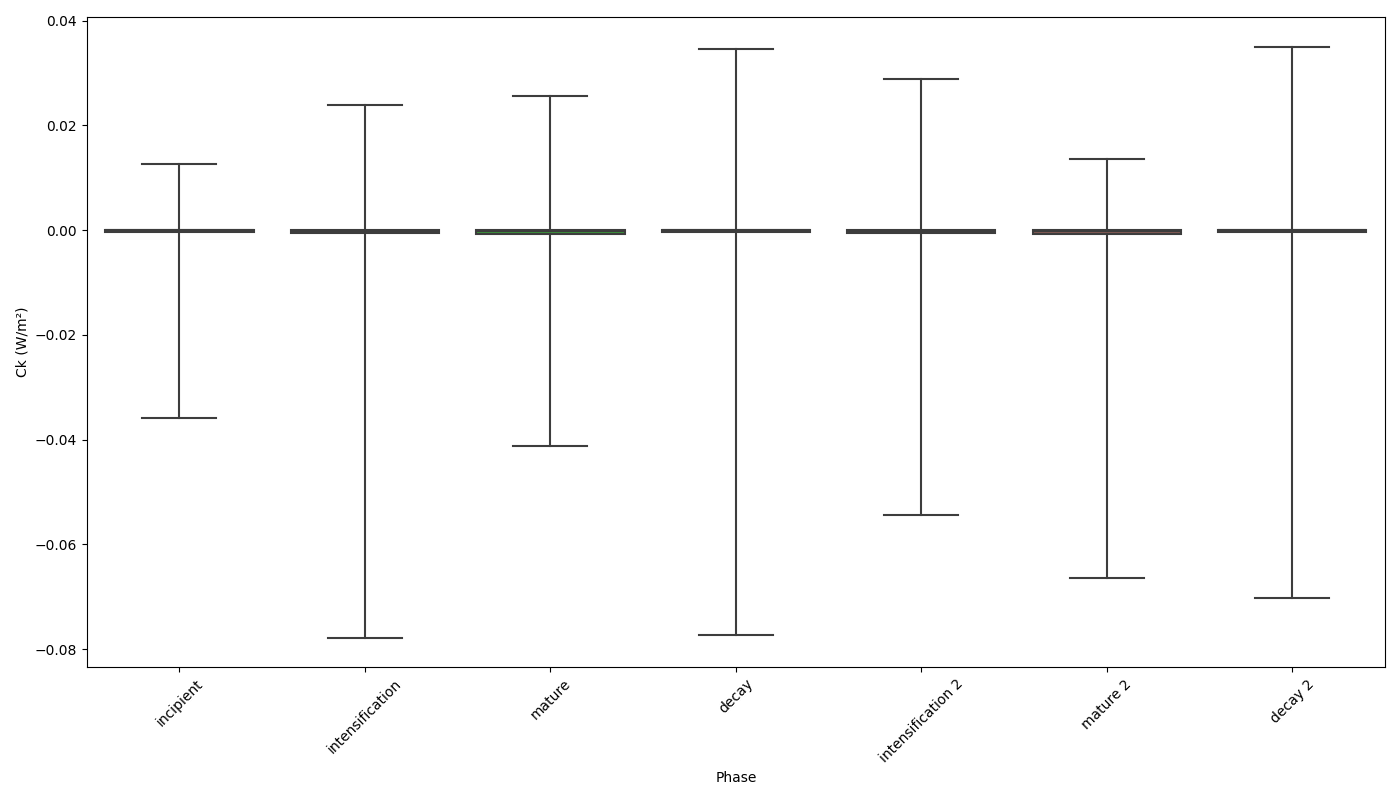 0.04
0.02
0.00
−0.02
−0.04
−0.06
−0.08
Ck (W/m²)
incipient
intensification
mature
decay
intensification 2
mature 2
decay 2
Phase